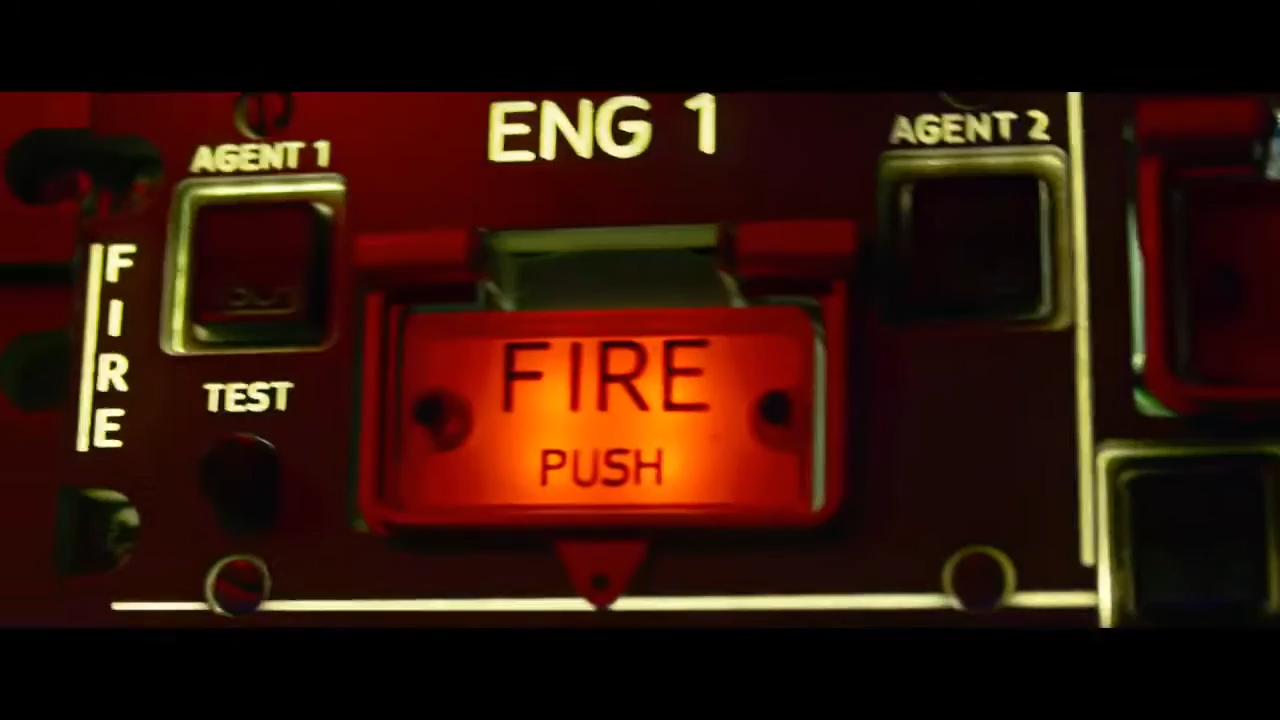 ENG 1
AGENT 1
AGENT 2
FIRE
TEST
FIRE
PUSH